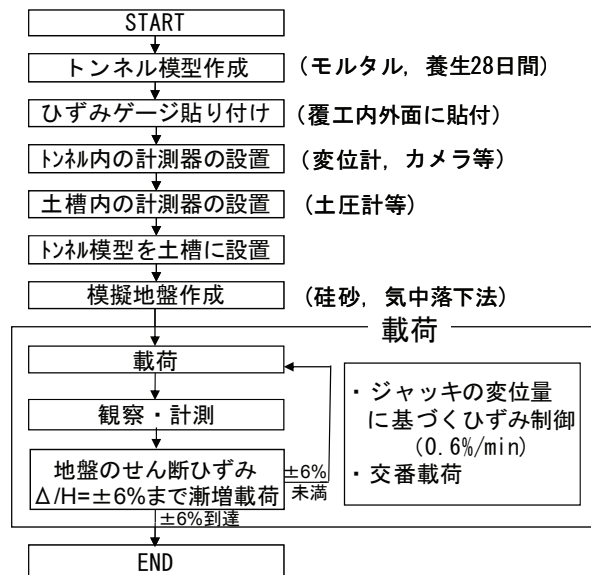 START
トンネル模型作成 (モルタル, 養生28日間)
ひずみゲージ貼り付け (覆工内外面に貼付)
トンネル内の計測器の設置 (変位計, カメラ等)
土槽内の計測器の設置 (土圧計等)
トンネル模型を土槽に設置
模擬地盤作成 (硅砂, 気中落下法)
載荷
載荷
観察・計測
地盤のせん断ひずみ
Δ/H=±6%まで漸増載荷
±6%
未満
・ジャッキの変位量
に基づくひずみ制御
(0.6%/min)
・交番載荷
±6%到達
END